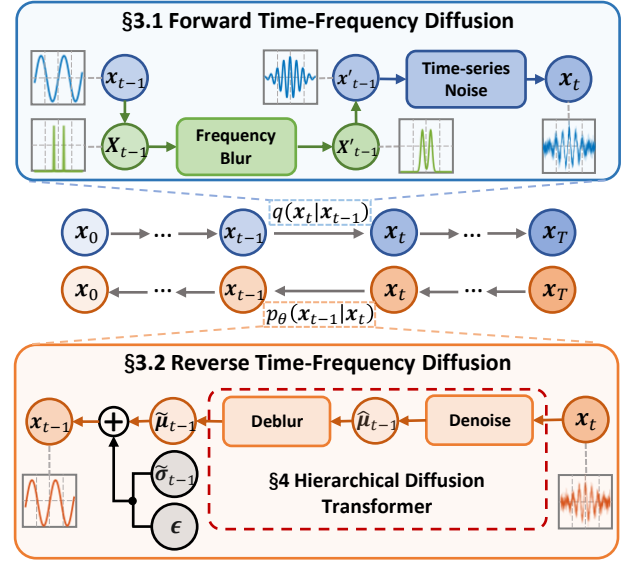 §3.1 Forward Time-Frequency Diffusion
x_{t-1}
x'_{t-1}
Time-series
Noise
x_t
X_{t-1}
Frequency
Blur
X'_{t-1}
q(x_t|x_{t-1})
x_0 ... x_{t-1} x_t ... x_T
x_0 ... x_{t-1} x_t ... x_T
p_θ(x_{t-1}|x_t)
§3.2 Reverse Time-Frequency Diffusion
x_{t-1} + μ̃_{t-1} Deblur μ̂_{t-1} Denoise x_t
σ̃_{t-1}
§4 Hierarchical Diffusion
Transformer
ϵ